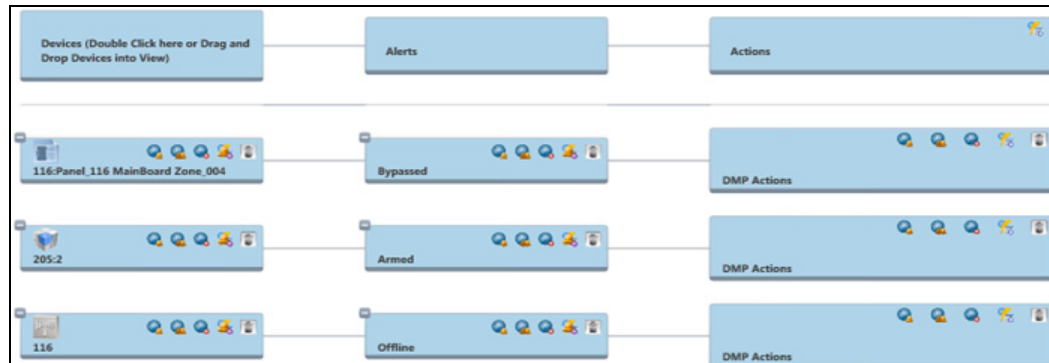 Devices (Double Click here or Drag and
Drop Devices into View)
Alerts
Actions
116:Panel_116 MainBoard Zone_004
Bypassed
DMP Actions
205:2
Armed
DMP Actions
116
Offline
DMP Actions